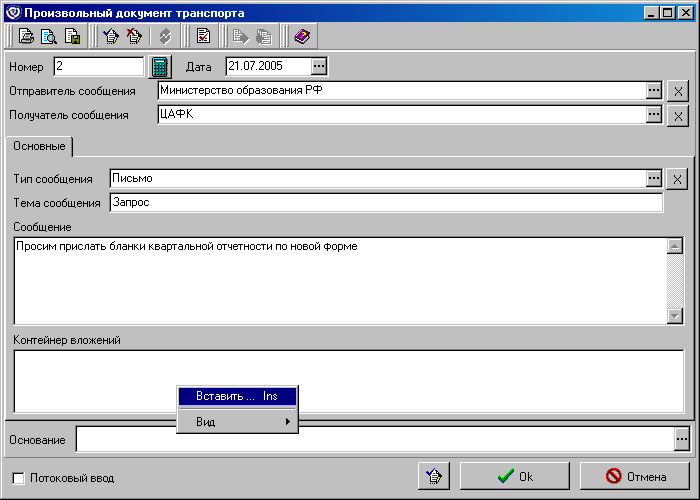 Произвольный документ транспорта
Номер 2 Дата 21.07.2005 ...
Отправитель сообщения Министерство образования РФ ... X
Получатель сообщения ЦАФК ... X
Основные
Тип сообщения Письмо ... X
Тема сообщения Запрос
Сообщение
Просим прислать бланки квартальной отчетности по новой форме
Контейнер вложений
Вставить ... Ins
Вид
Основание ...
Потоковый ввод Ok Отмена